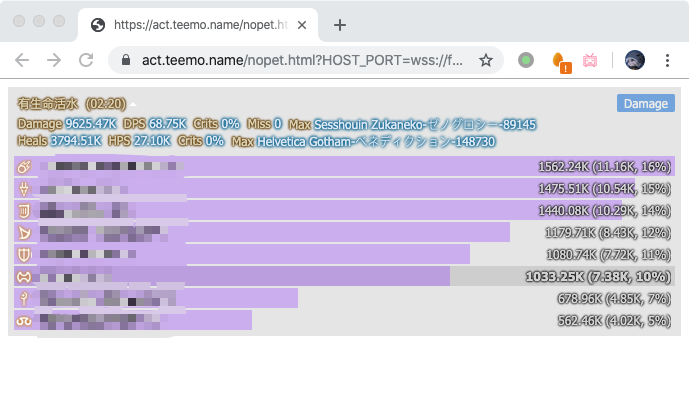 https://act.teemo.name/nopet.ht
act.teemo.name/nopet.html?HOST_PORT=wss://f...
有生命活水 (02:20)
Damage
Damage 9625.47K DPS 68.75K Crits 0% Miss 0 Max Sesshouin Zukaneko-ゼノグロシー-89145
Heals 3794.51K HPS 27.10K Crits 0% Max Helvetica Gotham-ベネディクション-148730
1562.24K (11.16K, 16%)
1475.51K (10.54K, 15%)
1440.08K (10.29K, 14%)
1179.71K (8.43K, 12%)
1080.74K (7.72K, 11%)
1033.25K (7.38K, 10%)
678.96K (4.85K, 7%)
562.46K (4.02K, 5%)